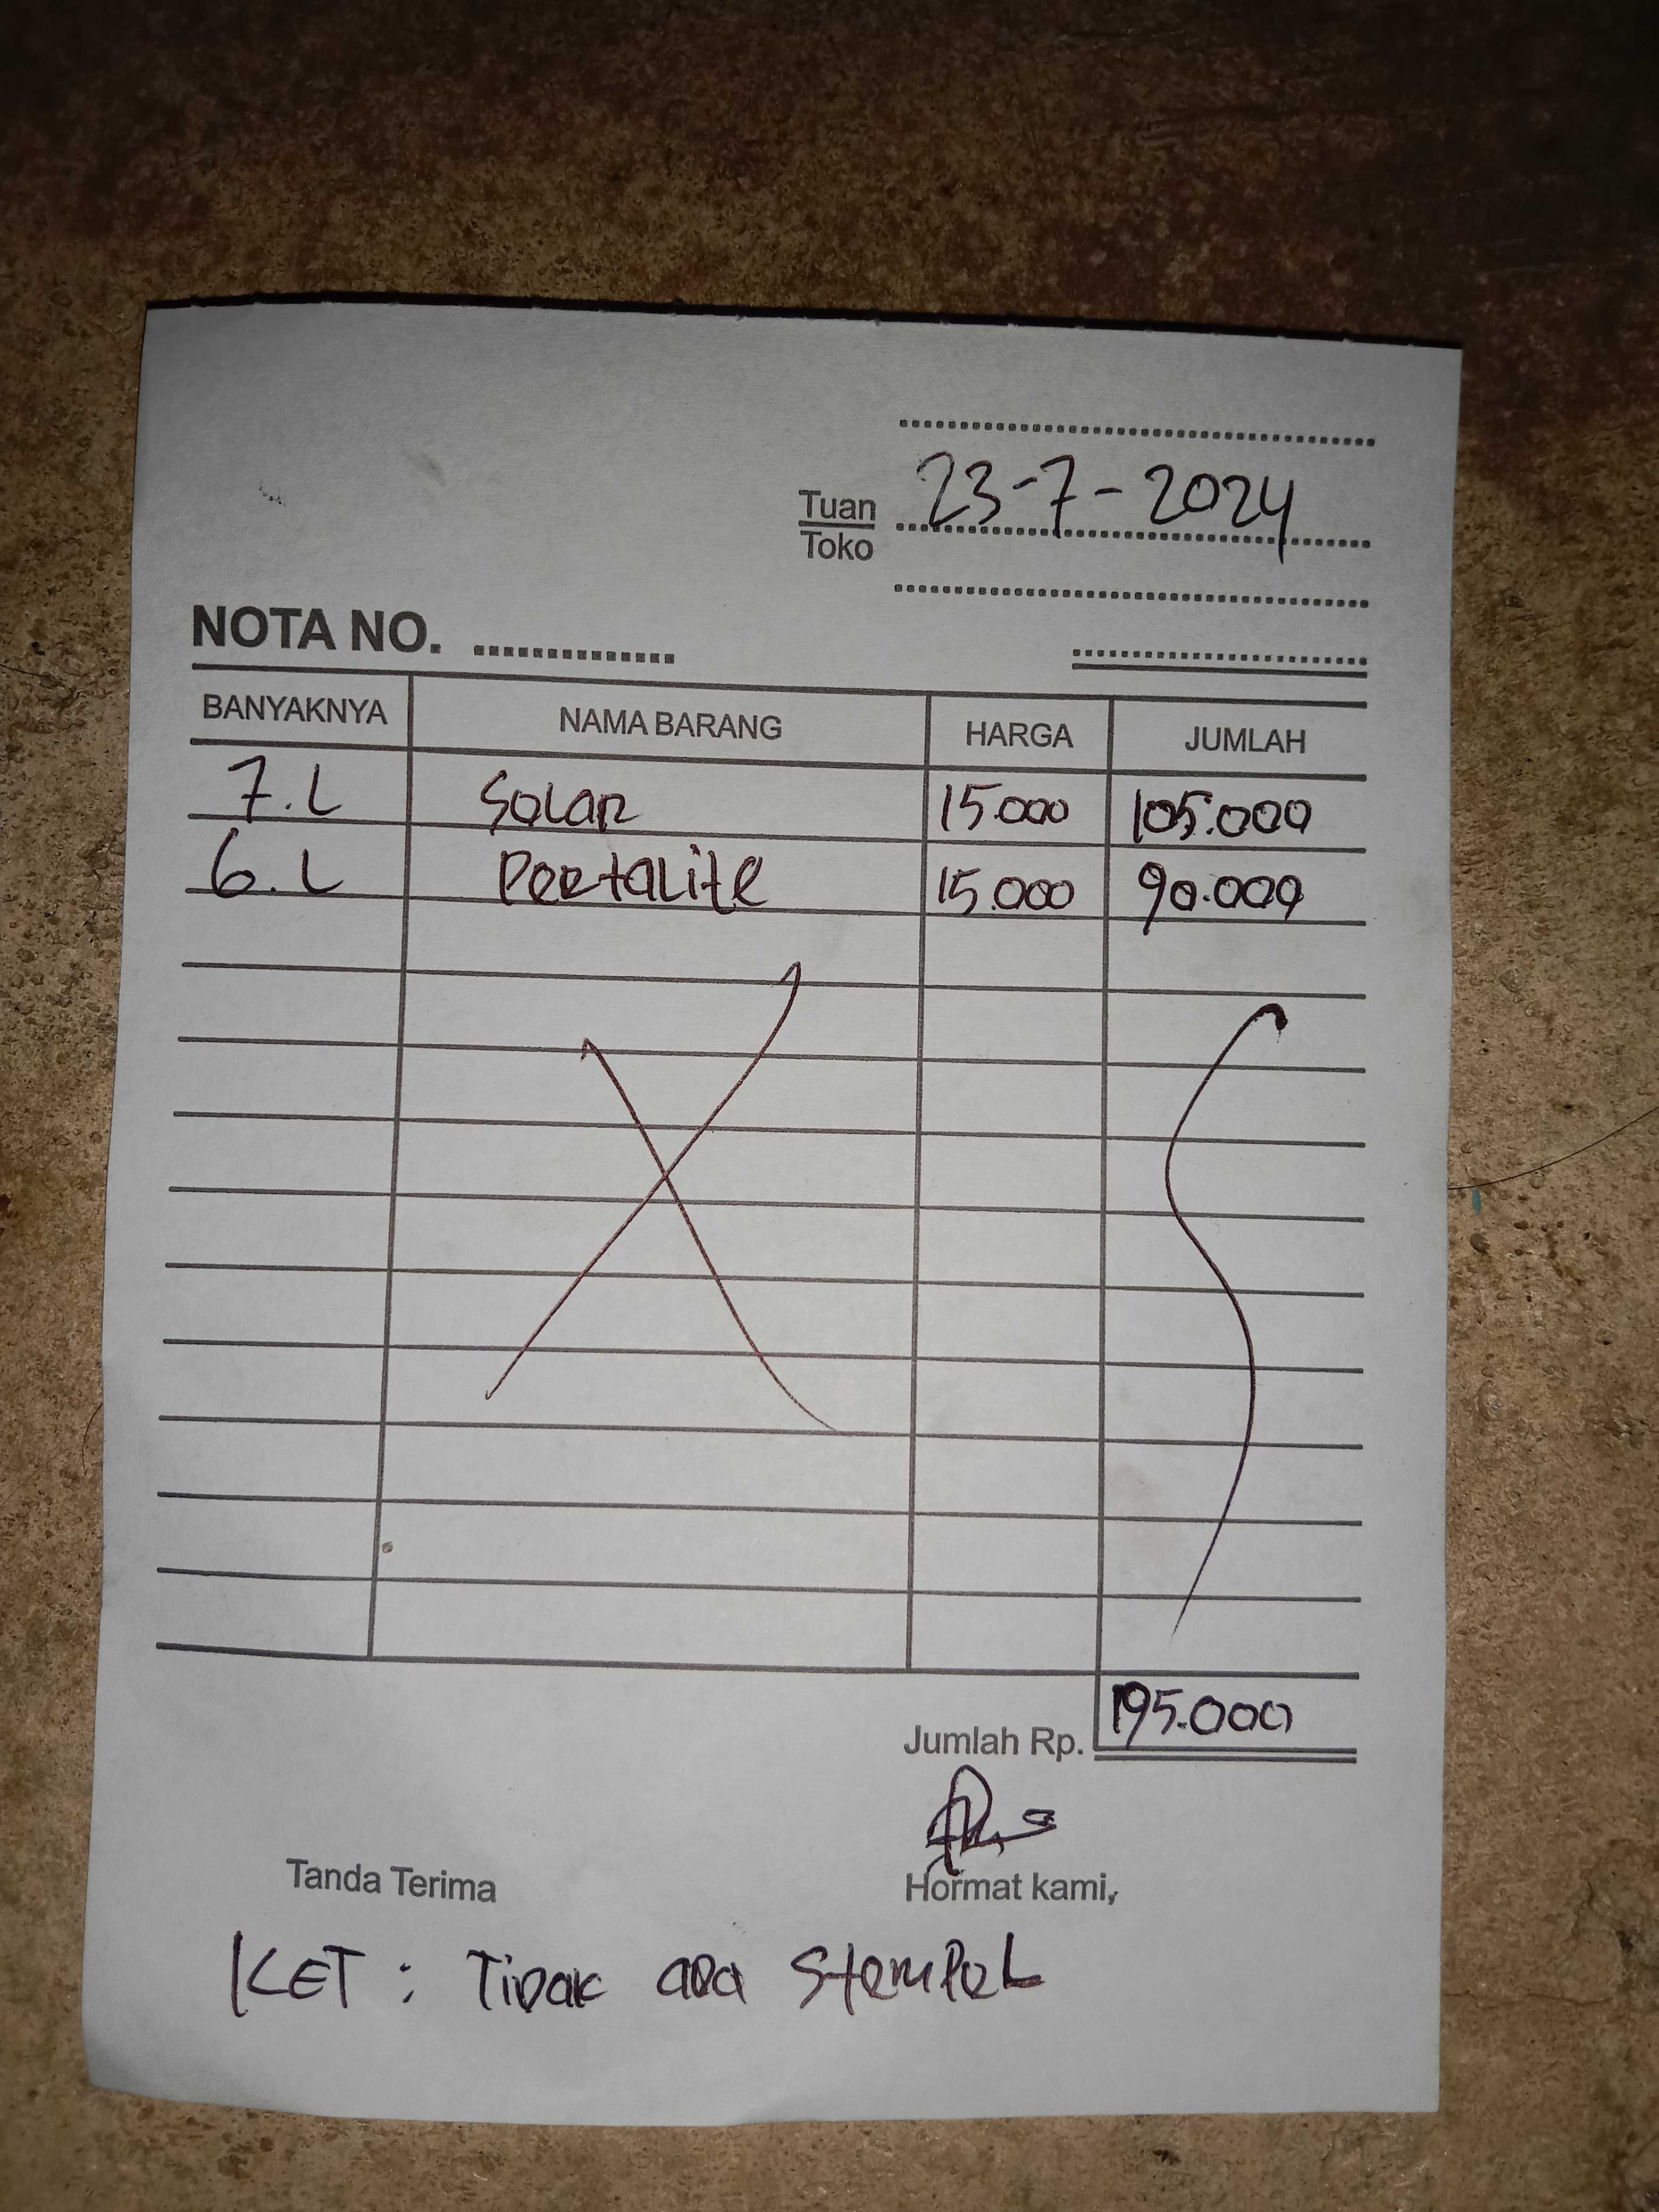 23-7-2024
Tuan
Toko
NOTA NO.
BANYAKNYA NAMA BARANG HARGA JUMLAH
7.L Solar 15.000 105.000
6.L Pertalite 15.000 90.000
Jumlah Rp. 195.000
Tanda Terima Hormat kami,
KET : Tidak ada Stempel